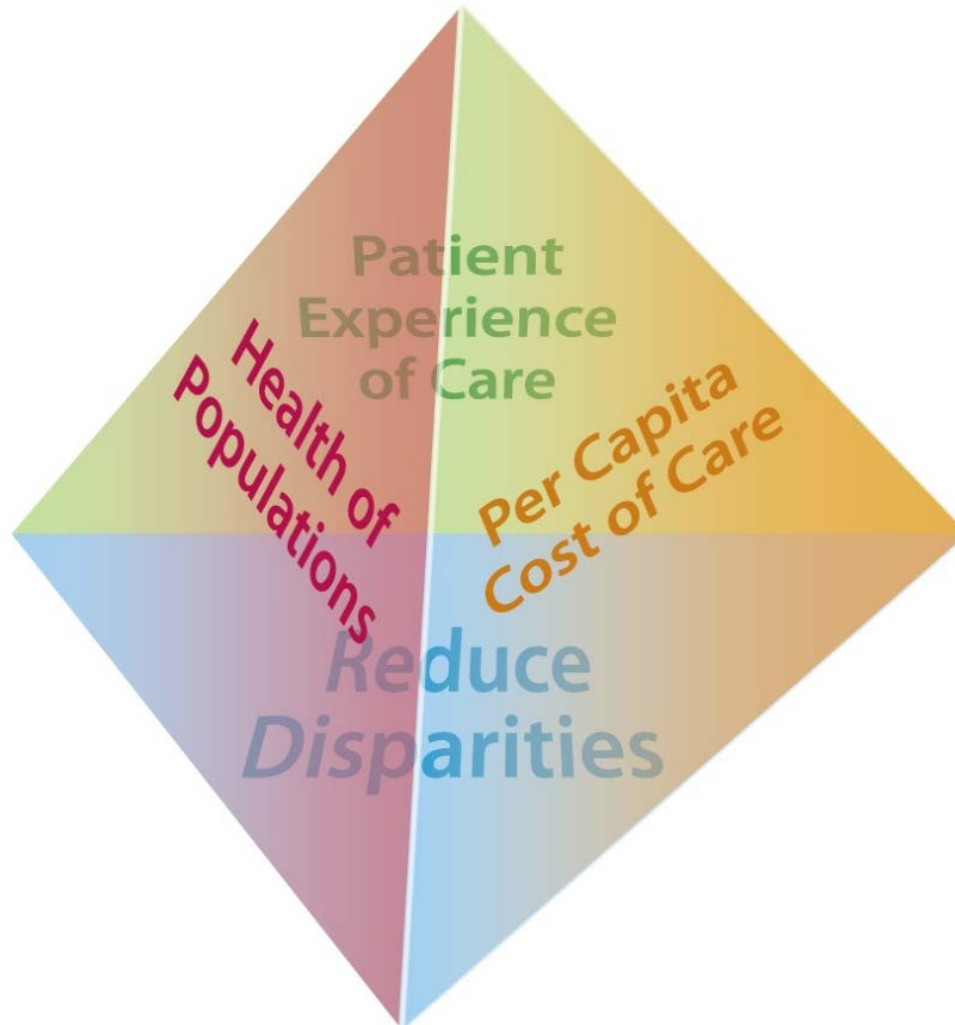 Patient
Experience
of Care
Health of
Populations
Per Capita
Cost of Care
Reduce
Disparities